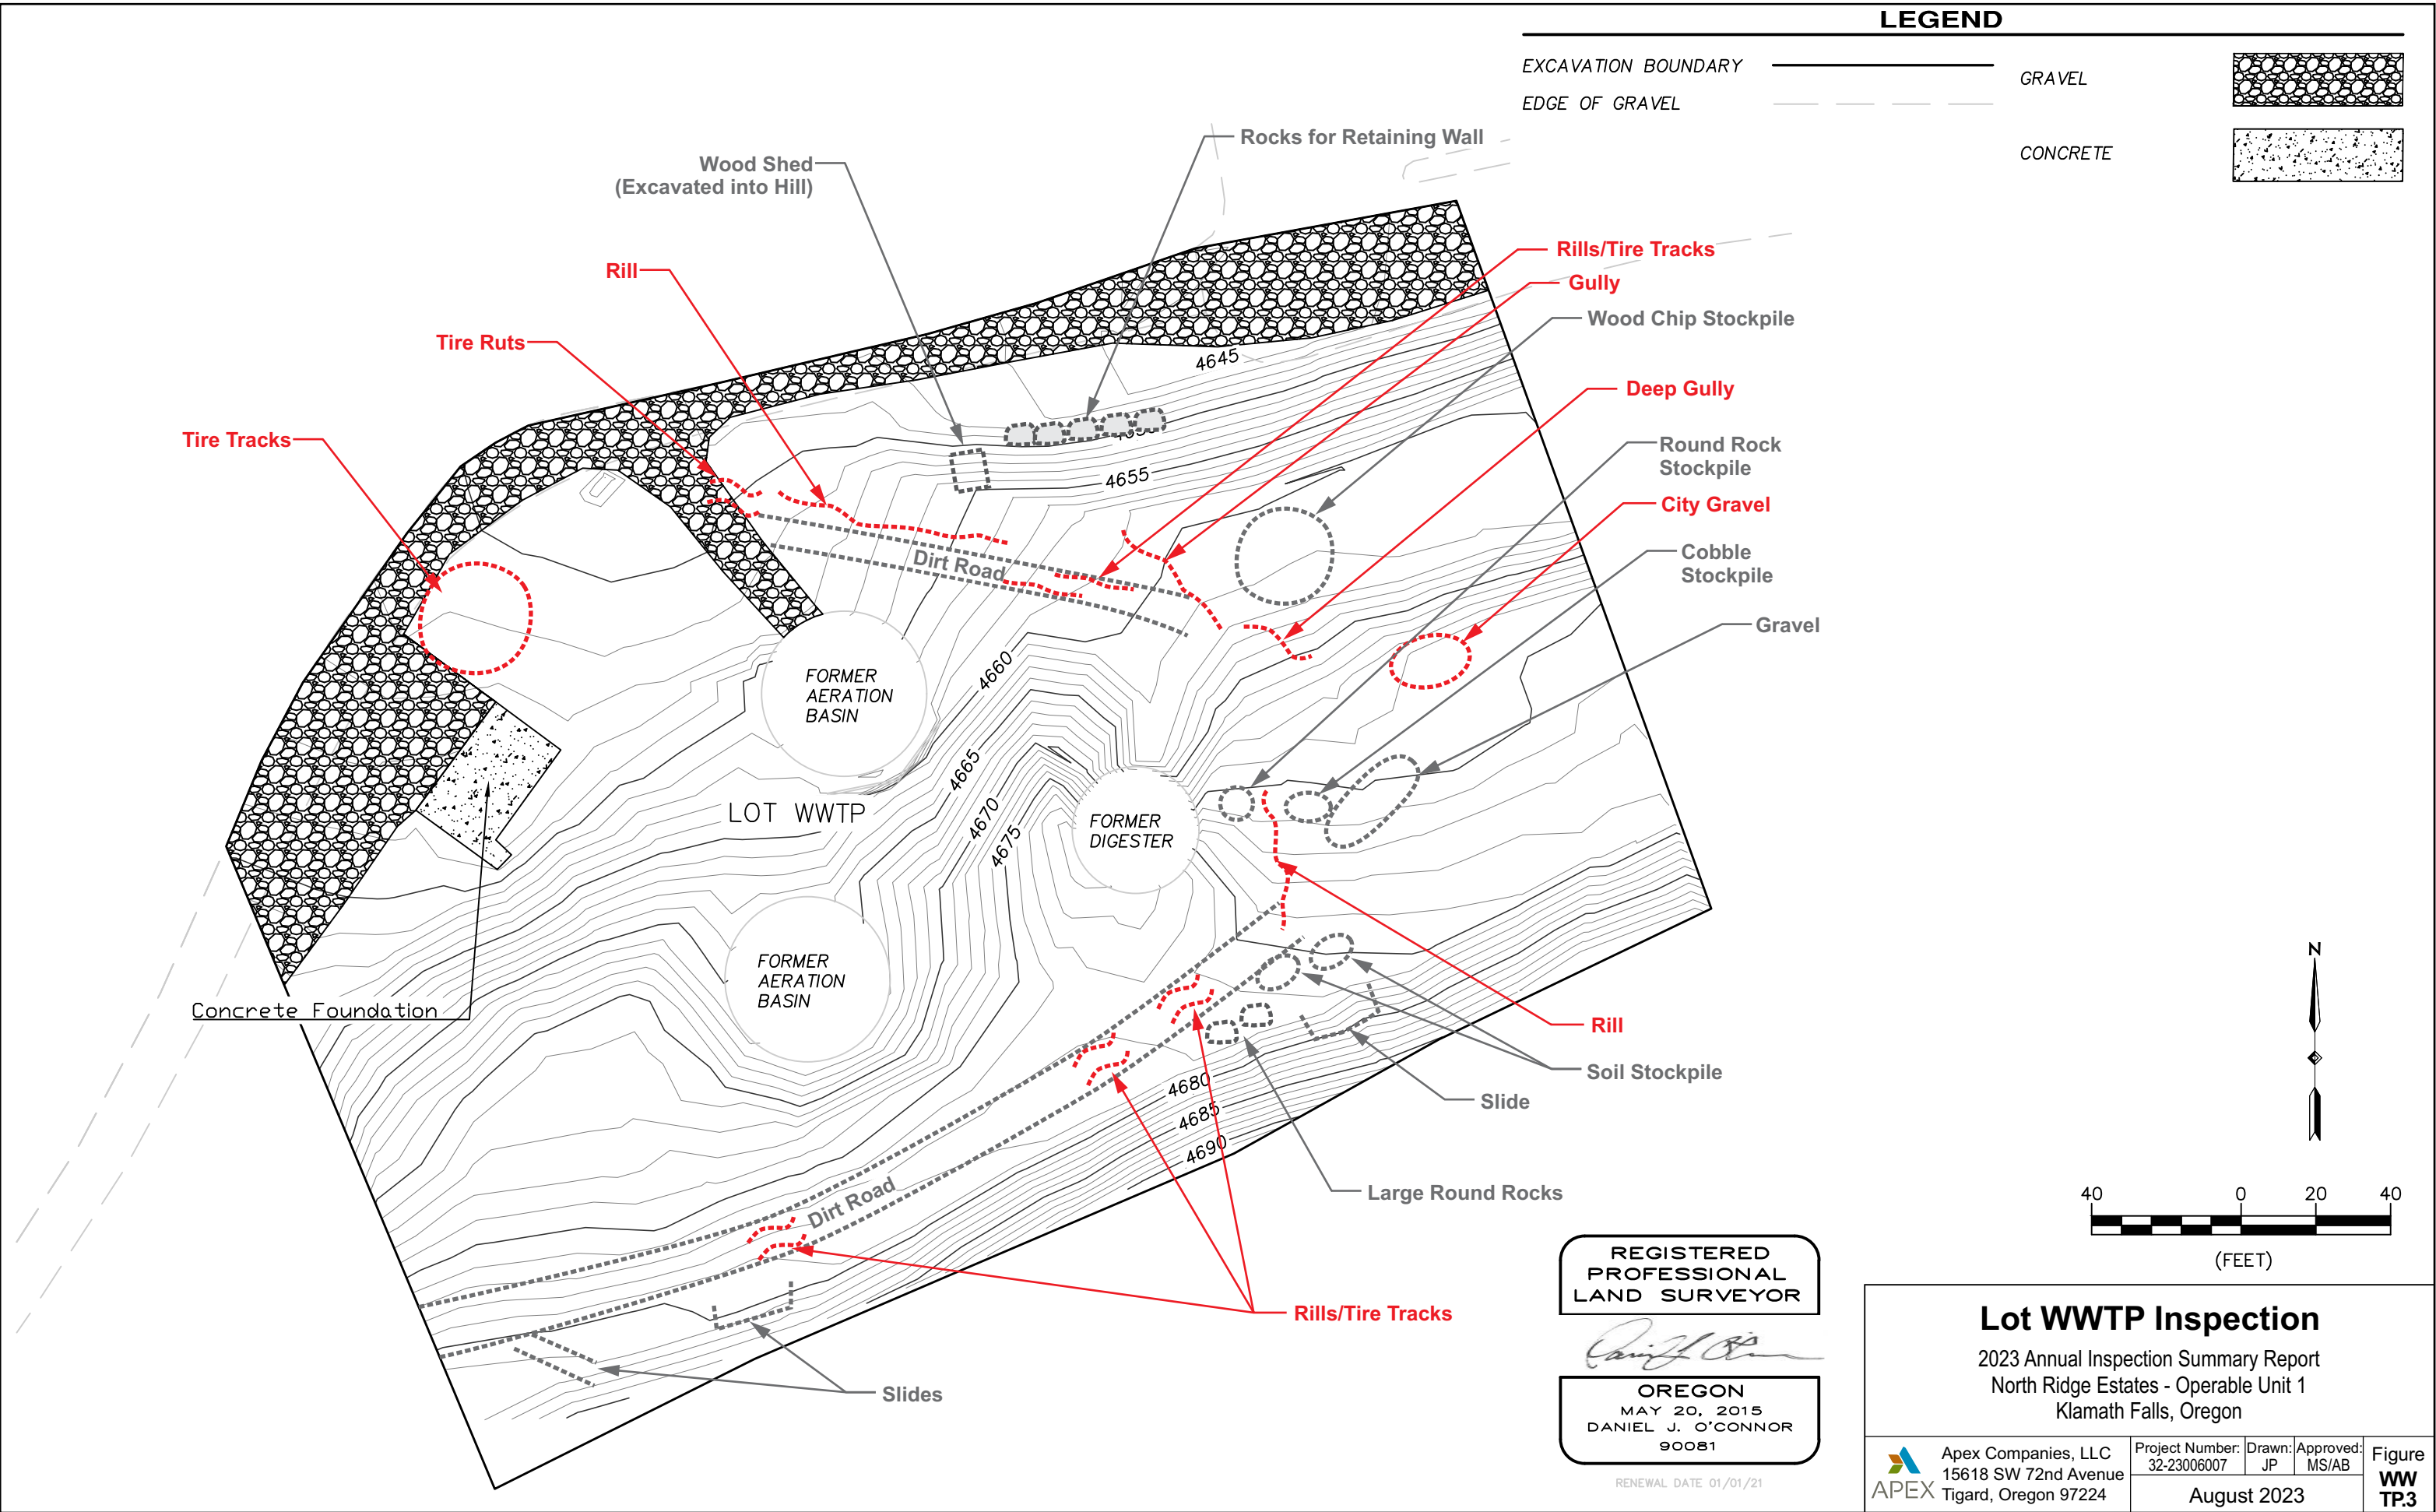 LEGEND
EXCAVATION BOUNDARY
EDGE OF GRAVEL
GRAVEL
CONCRETE
Rocks for Retaining Wall
Wood Shed
(Excavated into Hill)
Rill
Tire Ruts
Tire Tracks
Rills/Tire Tracks
Gully
Wood Chip Stockpile
Deep Gully
Round Rock
Stockpile
City Gravel
Cobble
Stockpile
Gravel
4645
4655
Dirt Road
4660
4665
4670
4675
FORMER
AERATION
BASIN
LOT WWTP
FORMER
DIGESTER
FORMER
AERATION
BASIN
Concrete Foundation
Rill
Soil Stockpile
Slide
4680
4685
4690
Large Round Rocks
Dirt Road
Rills/Tire Tracks
Slides
N
40 0 20 40
(FEET)
REGISTERED
PROFESSIONAL
LAND SURVEYOR
OREGON
MAY 20, 2015
DANIEL J. O'CONNOR
90081
RENEWAL DATE 01/01/21
Lot WWTP Inspection
2023 Annual Inspection Summary Report
North Ridge Estates - Operable Unit 1
Klamath Falls, Oregon
APEX
Apex Companies, LLC
15618 SW 72nd Avenue
Tigard, Oregon 97224
Project Number:
32-23006007
Drawn:
JP
Approved:
MS/AB
August 2023
Figure
WW
TP.3